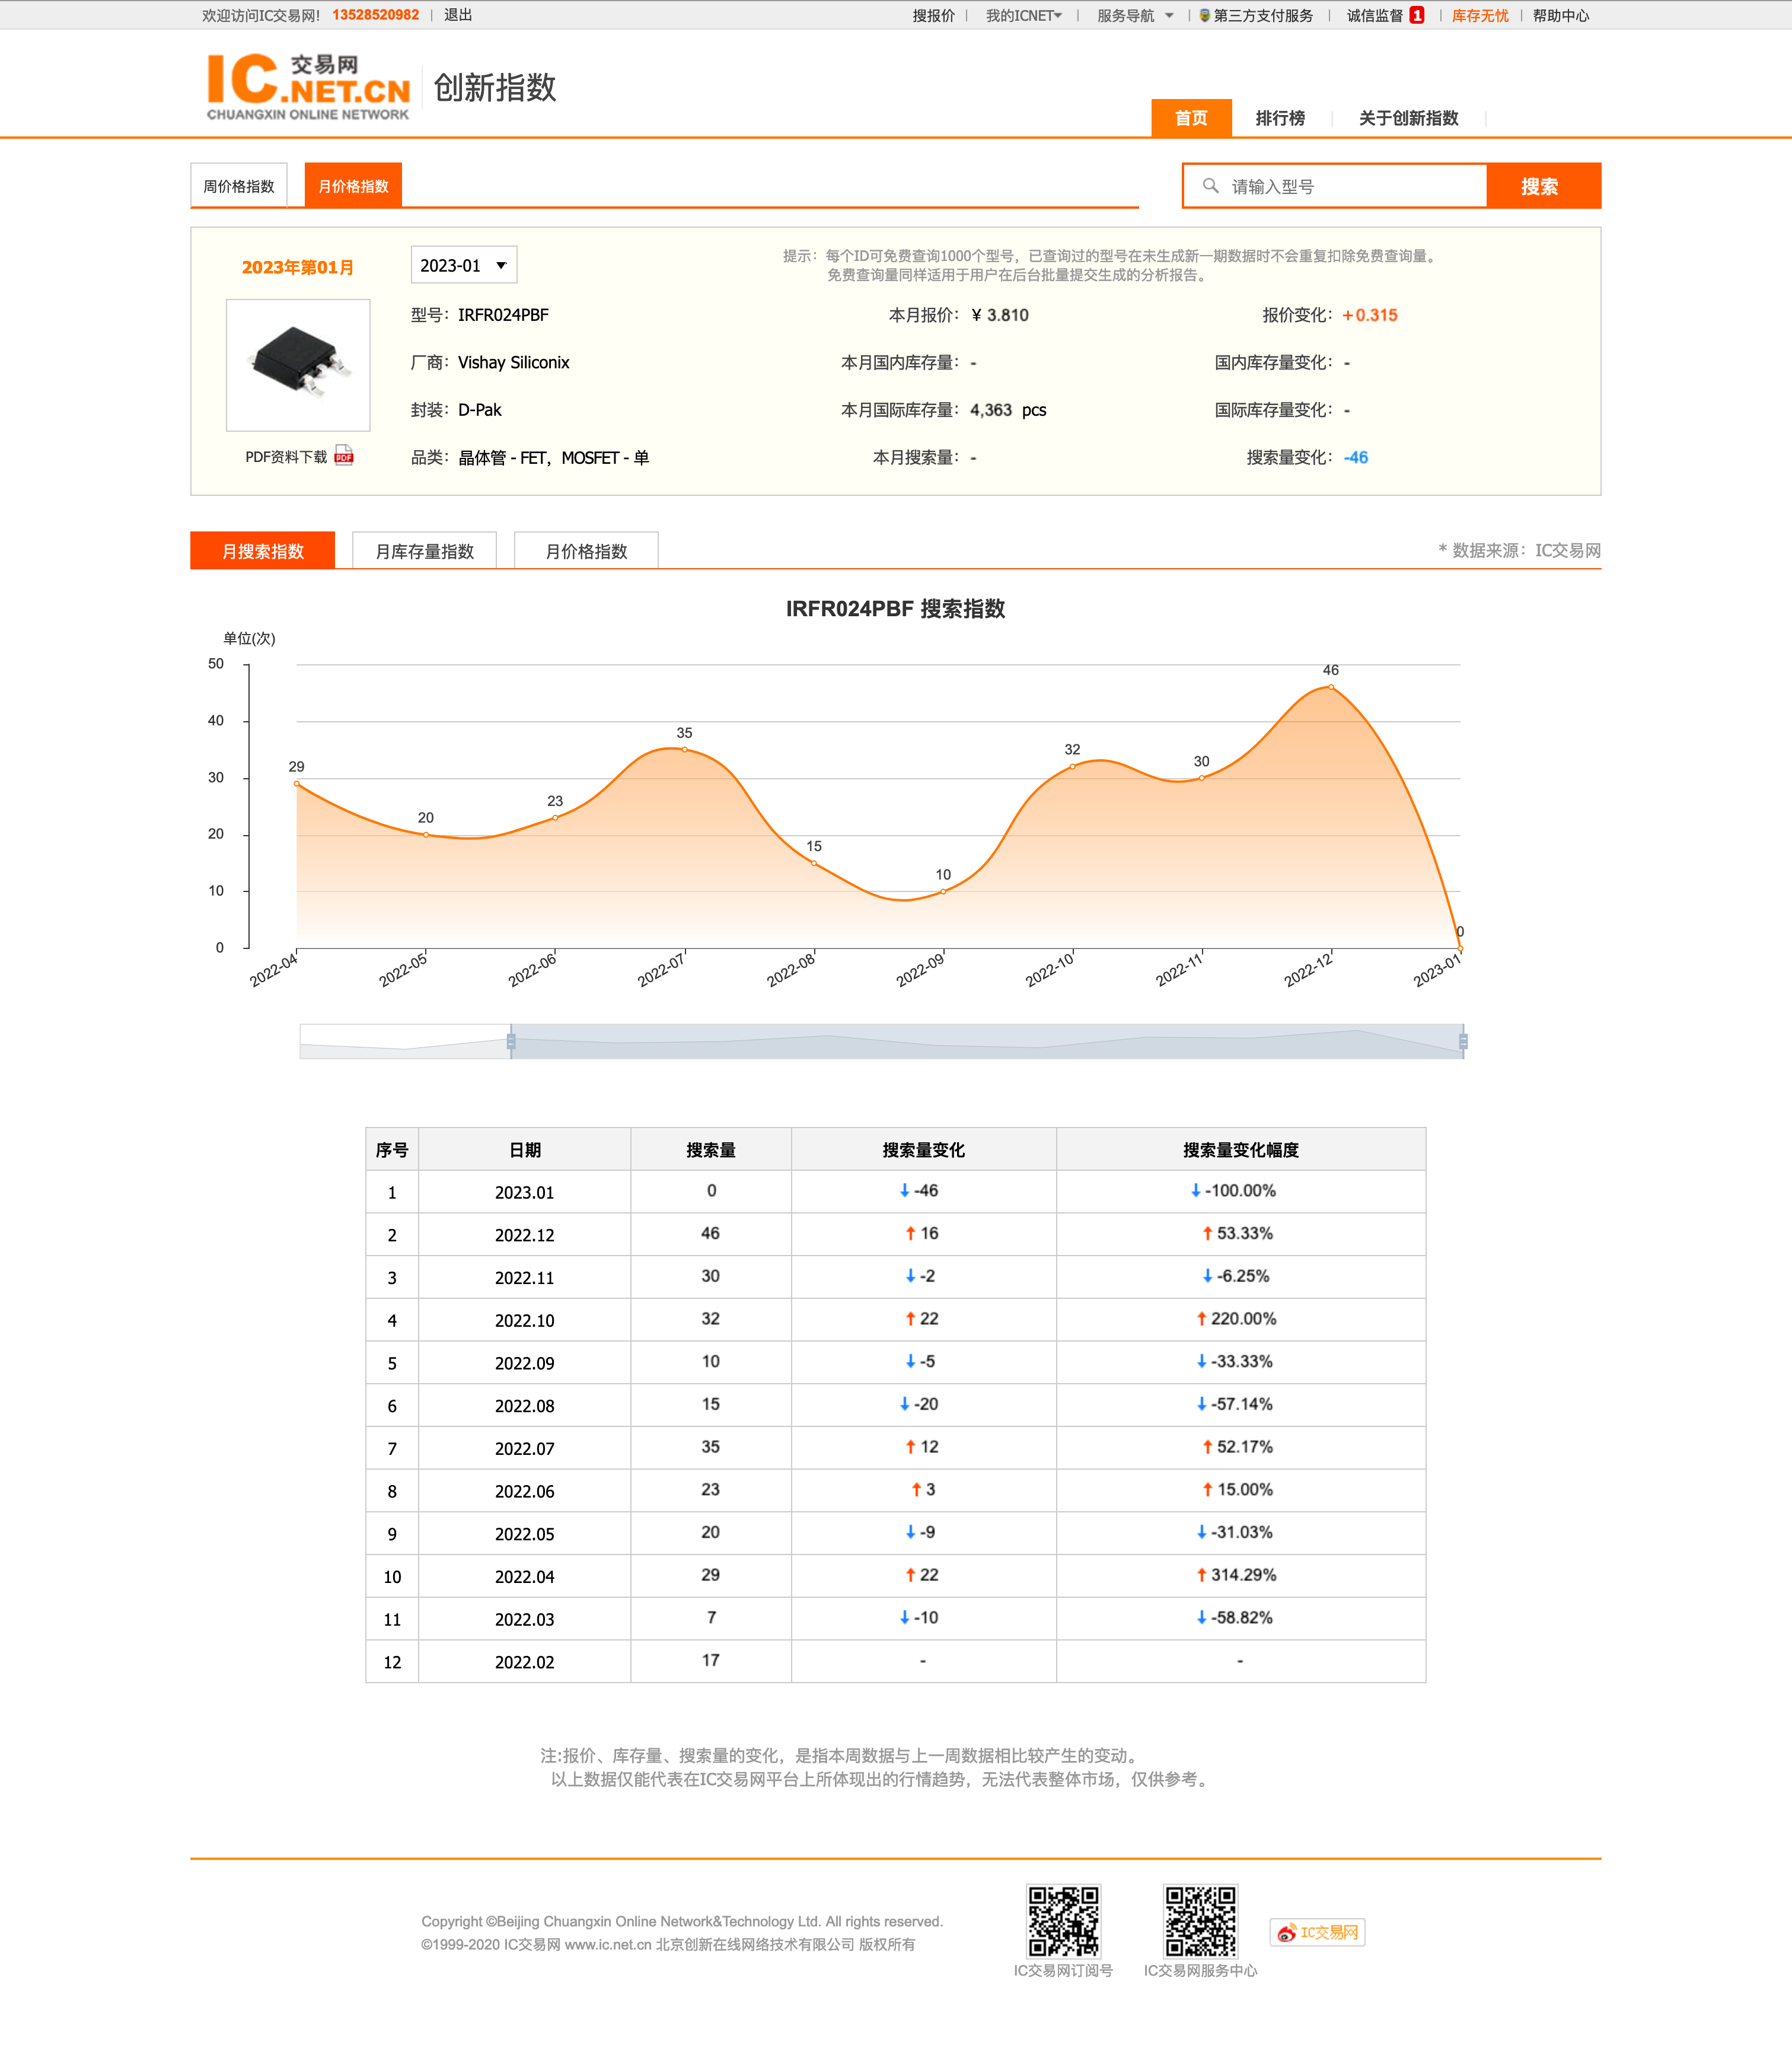 欢迎访问IC交易网! 13528520982 | 退出
搜报价 | 我的ICNET | 服务导航 | 第三方支付服务 | 诚信监督 1 | 库存无忧 | 帮助中心
IC.NET.CN 交易网
CHUANGXIN ONLINE NETWORK
创新指数
首页 排行榜 关于创新指数
周价格指数 月价格指数
请输入型号 搜索
2023年第01月 2023-01
提示：每个ID可免费查询1000个型号，已查询过的型号在未生成新一期数据时不会重复扣除免费查询量。
免费查询量同样适用于用户在后台批量提交生成的分析报告。
型号：IRFR024PBF 本月报价：¥ 3.810 报价变化：+0.315
厂商：Vishay Siliconix 本月国内库存量：- 国内库存量变化：-
封装：D-Pak 本月国际库存量：4,363 pcs 国际库存量变化：-
PDF资料下载 PDF 品类：晶体管 - FET，MOSFET - 单 本月搜索量：- 搜索量变化：-46
月搜索指数 月库存量指数 月价格指数 * 数据来源：IC交易网
IRFR024PBF 搜索指数
单位(次)
50
40
30
20
10
0
29 20 23 35 15 10 32 30 46 0
2022-04 2022-05 2022-06 2022-07 2022-08 2022-09 2022-10 2022-11 2022-12 2023-01
序号 日期 搜索量 搜索量变化 搜索量变化幅度
1 2023.01 0 ↓ -46 ↓ -100.00%
2 2022.12 46 ↑ 16 ↑ 53.33%
3 2022.11 30 ↓ -2 ↓ -6.25%
4 2022.10 32 ↑ 22 ↑ 220.00%
5 2022.09 10 ↓ -5 ↓ -33.33%
6 2022.08 15 ↓ -20 ↓ -57.14%
7 2022.07 35 ↑ 12 ↑ 52.17%
8 2022.06 23 ↑ 3 ↑ 15.00%
9 2022.05 20 ↓ -9 ↓ -31.03%
10 2022.04 29 ↑ 22 ↑ 314.29%
11 2022.03 7 ↓ -10 ↓ -58.82%
12 2022.02 17 - -
注:报价、库存量、搜索量的变化，是指本周数据与上一周数据相比较产生的变动。
以上数据仅能代表在IC交易网平台上所体现出的行情趋势，无法代表整体市场，仅供参考。
Copyright ©Beijing Chuangxin Online Network&Technology Ltd. All rights reserved.
©1999-2020 IC交易网 www.ic.net.cn 北京创新在线网络技术有限公司 版权所有
IC交易网订阅号 IC交易网服务中心 IC交易网